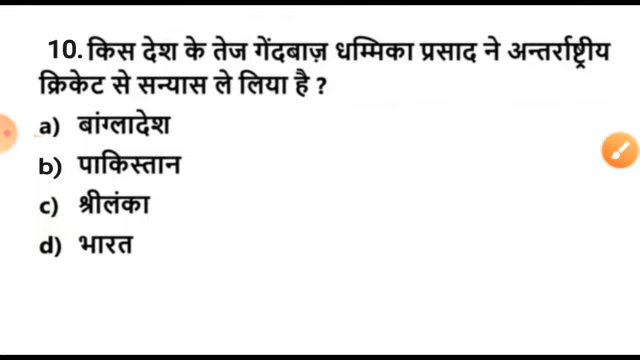 10. किस देश के तेज गेंदबाज़ धम्मिका प्रसाद ने अन्तर्राष्ट्रीय
क्रिकेट से सन्यास ले लिया है ?
a) बांग्लादेश
b) पाकिस्तान
c) श्रीलंका
d) भारत